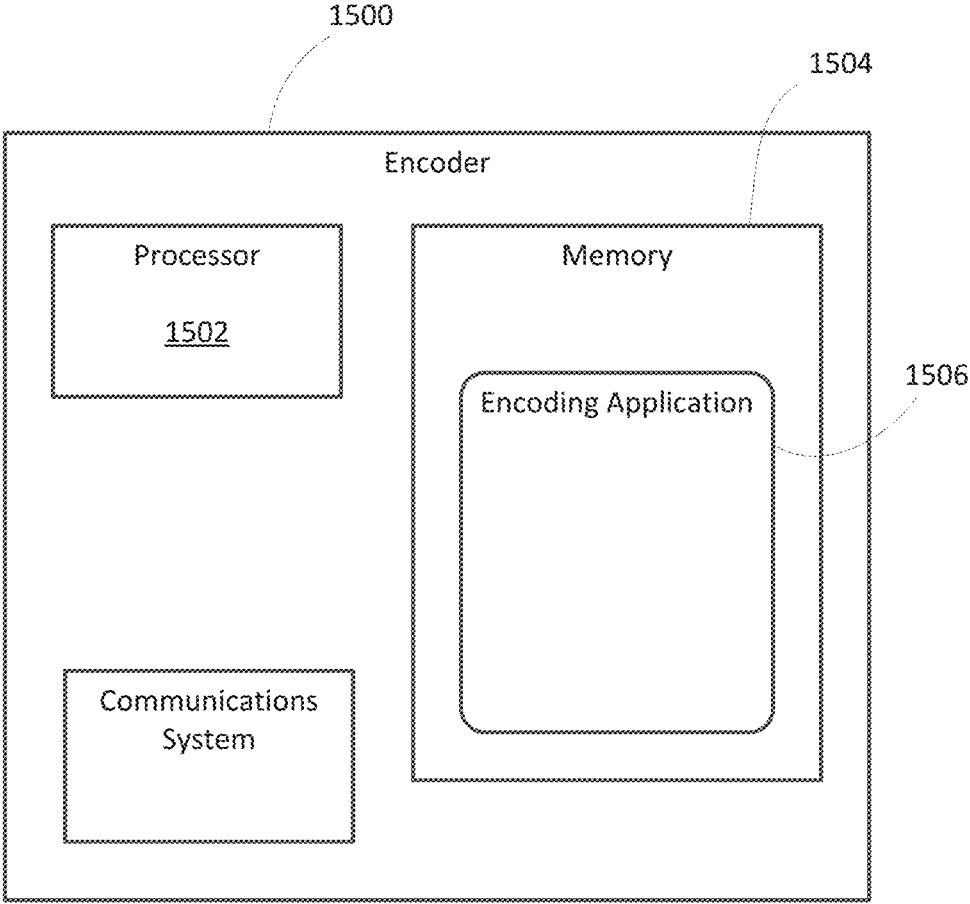 1500
1504
Encoder
Processor
Memory
1502
1506
Encoding Application
Communications
System